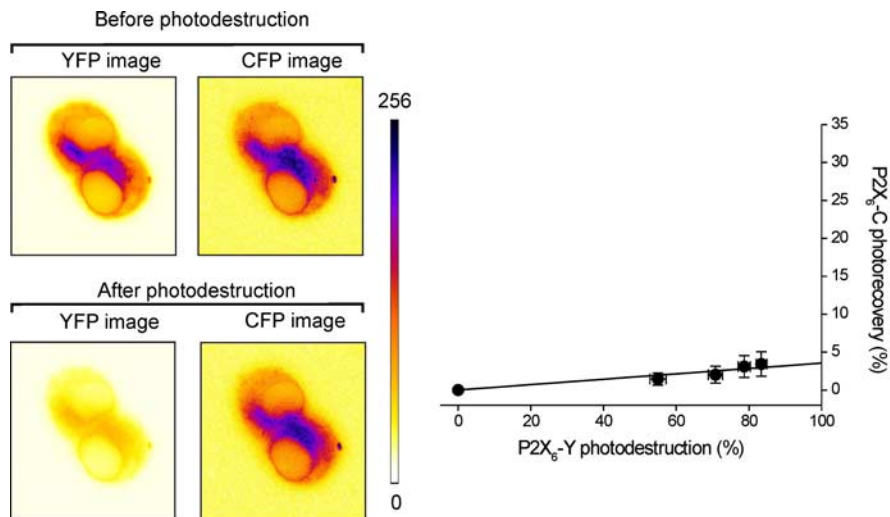 Before photodestruction
YFP image CFP image
256
After photodestruction
YFP image CFP image
0
35
30
25
20
15
10
5
0
P2X₆-C photorecovery (%)
0 20 40 60 80 100
P2X₆-Y photodestruction (%)